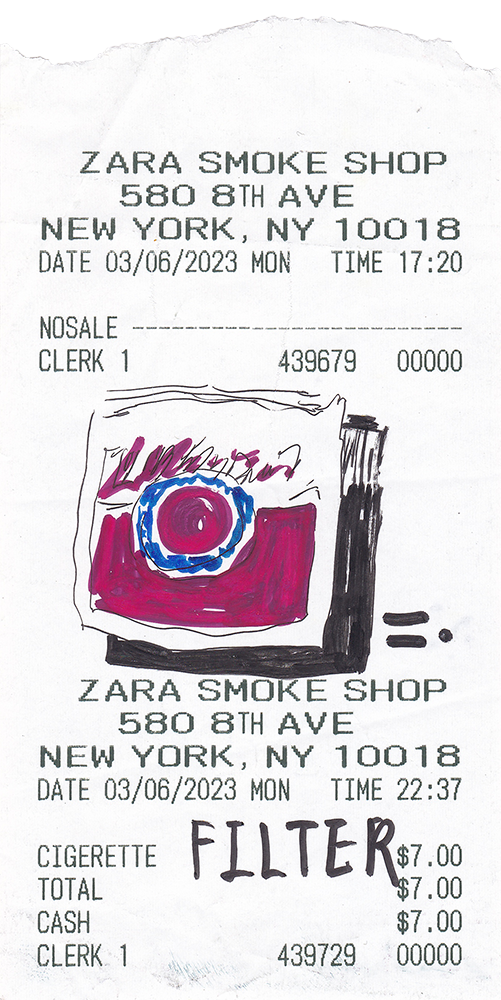 ZARA SMOKE SHOP
580 8TH AVE
NEW YORK, NY 10018
DATE 03/06/2023 MON TIME 17:20
NOSALE --------------------------------
CLERK 1 439679 00000
=.
ZARA SMOKE SHOP
580 8TH AVE
NEW YORK, NY 10018
DATE 03/06/2023 MON TIME 22:37
FILTER
CIGERETTE $7.00
TOTAL $7.00
CASH $7.00
CLERK 1 439729 00000